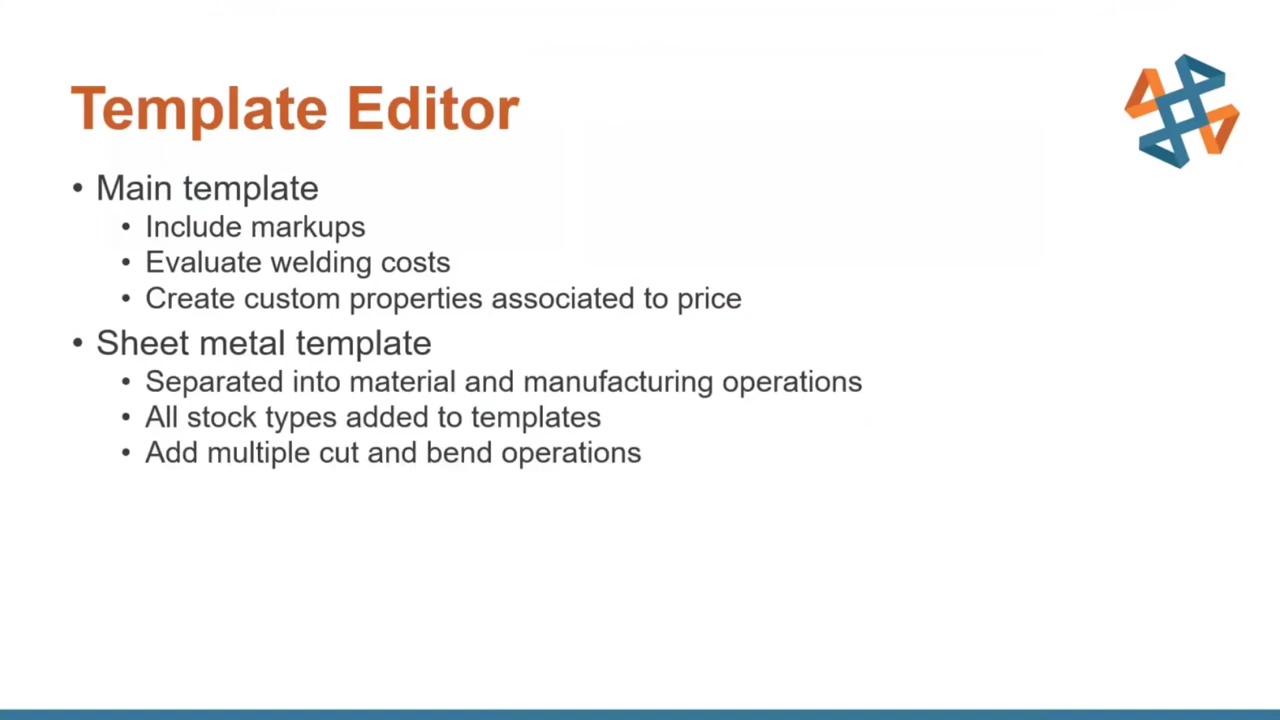 Template Editor
• Main template
• Include markups
• Evaluate welding costs
• Create custom properties associated to price
• Sheet metal template
• Separated into material and manufacturing operations
• All stock types added to templates
• Add multiple cut and bend operations